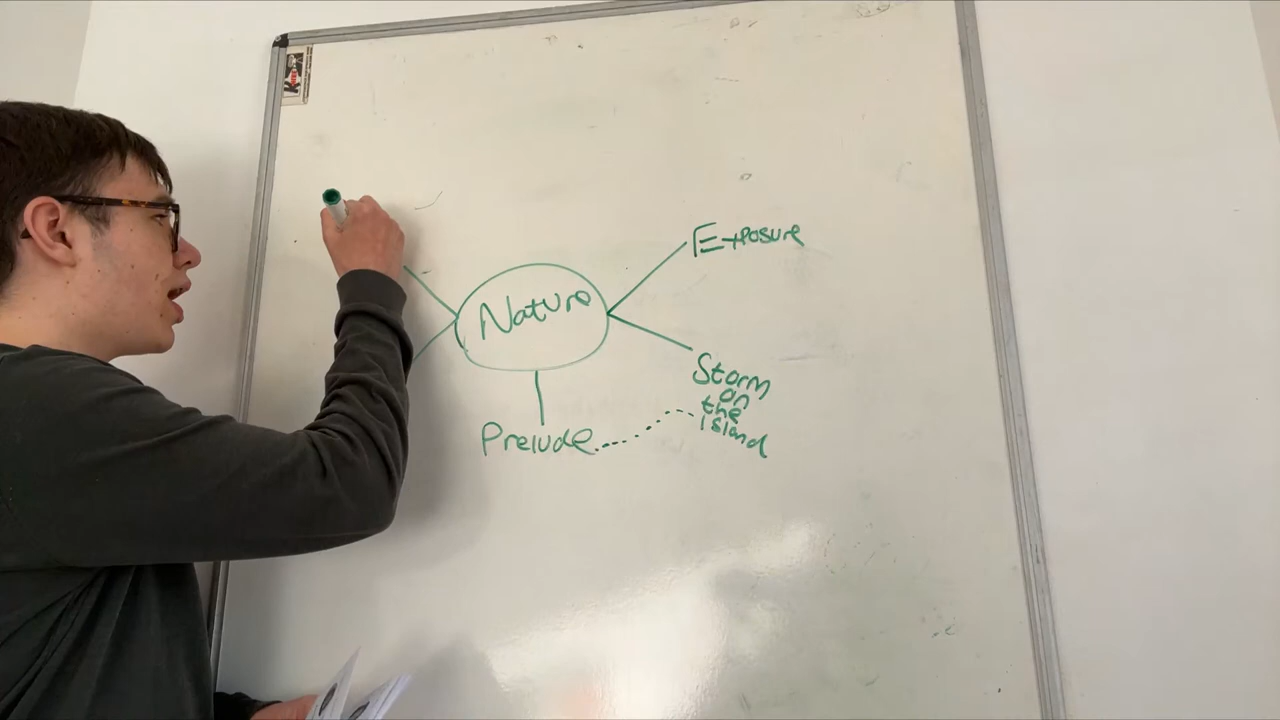 Exposure
Nature
Storm
on
the
Island
Prelude